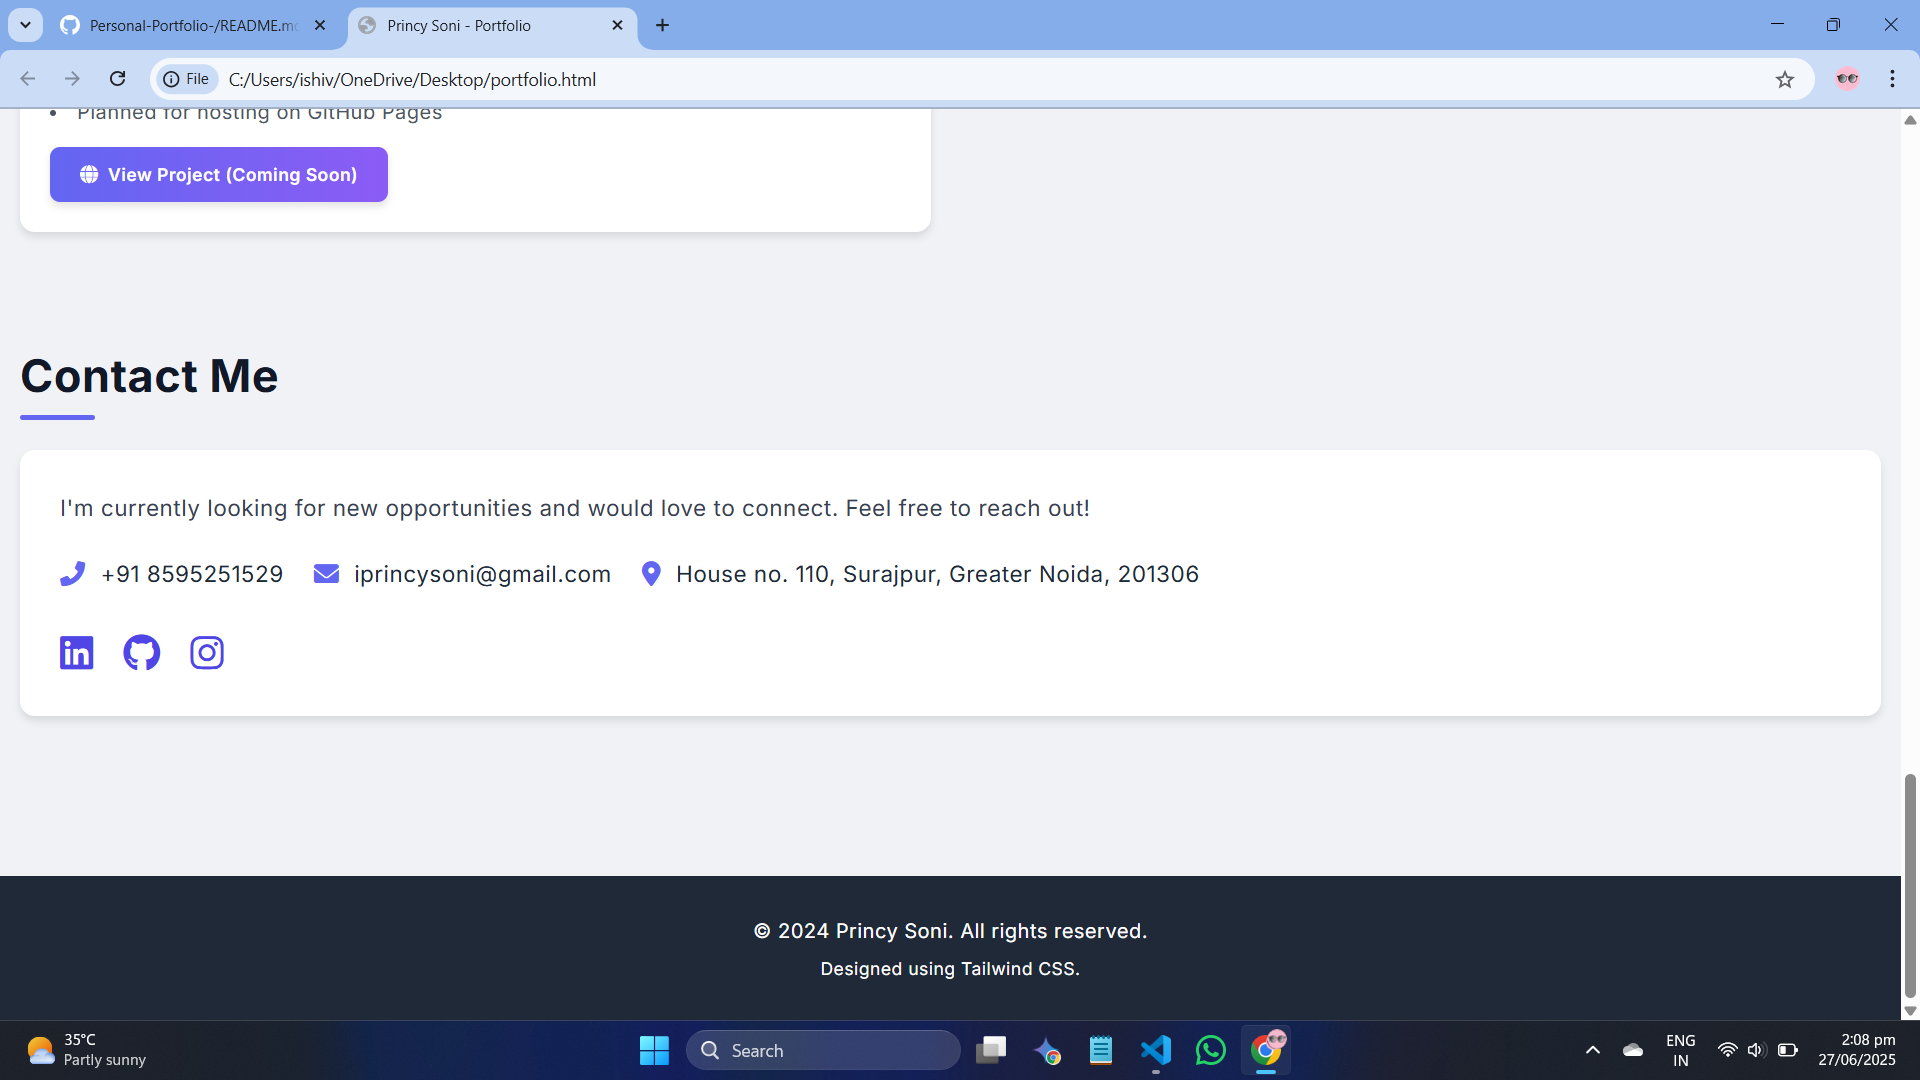 Personal-Portfolio-/README.mc
Princy Soni - Portfolio
File
C:/Users/ishiv/OneDrive/Desktop/portfolio.html
Planned for hosting on GitHub Pages
View Project (Coming Soon)
Contact Me
I'm currently looking for new opportunities and would love to connect. Feel free to reach out!
+91 8595251529 iprincysoni@gmail.com House no. 110, Surajpur, Greater Noida, 201306
in
© 2024 Princy Soni. All rights reserved.
Designed using Tailwind CSS.
35°C
Partly sunny
Search
ENG
IN
2:08 pm
27/06/2025